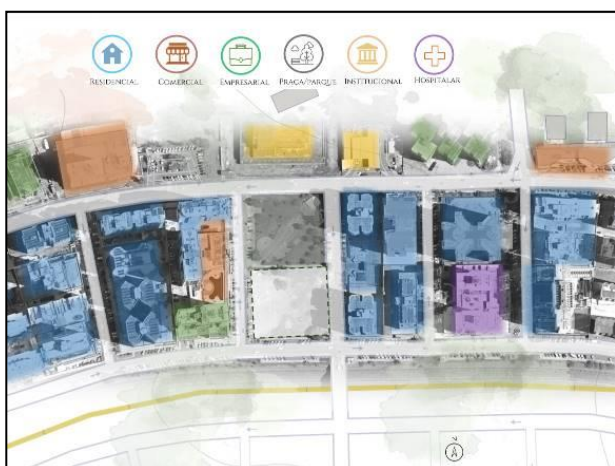 RESIDENCIAL
COMERCIAL
EMPRESARIAL
PRAÇA/PARQUE
INSTITUCIONAL
HOSPITALAR